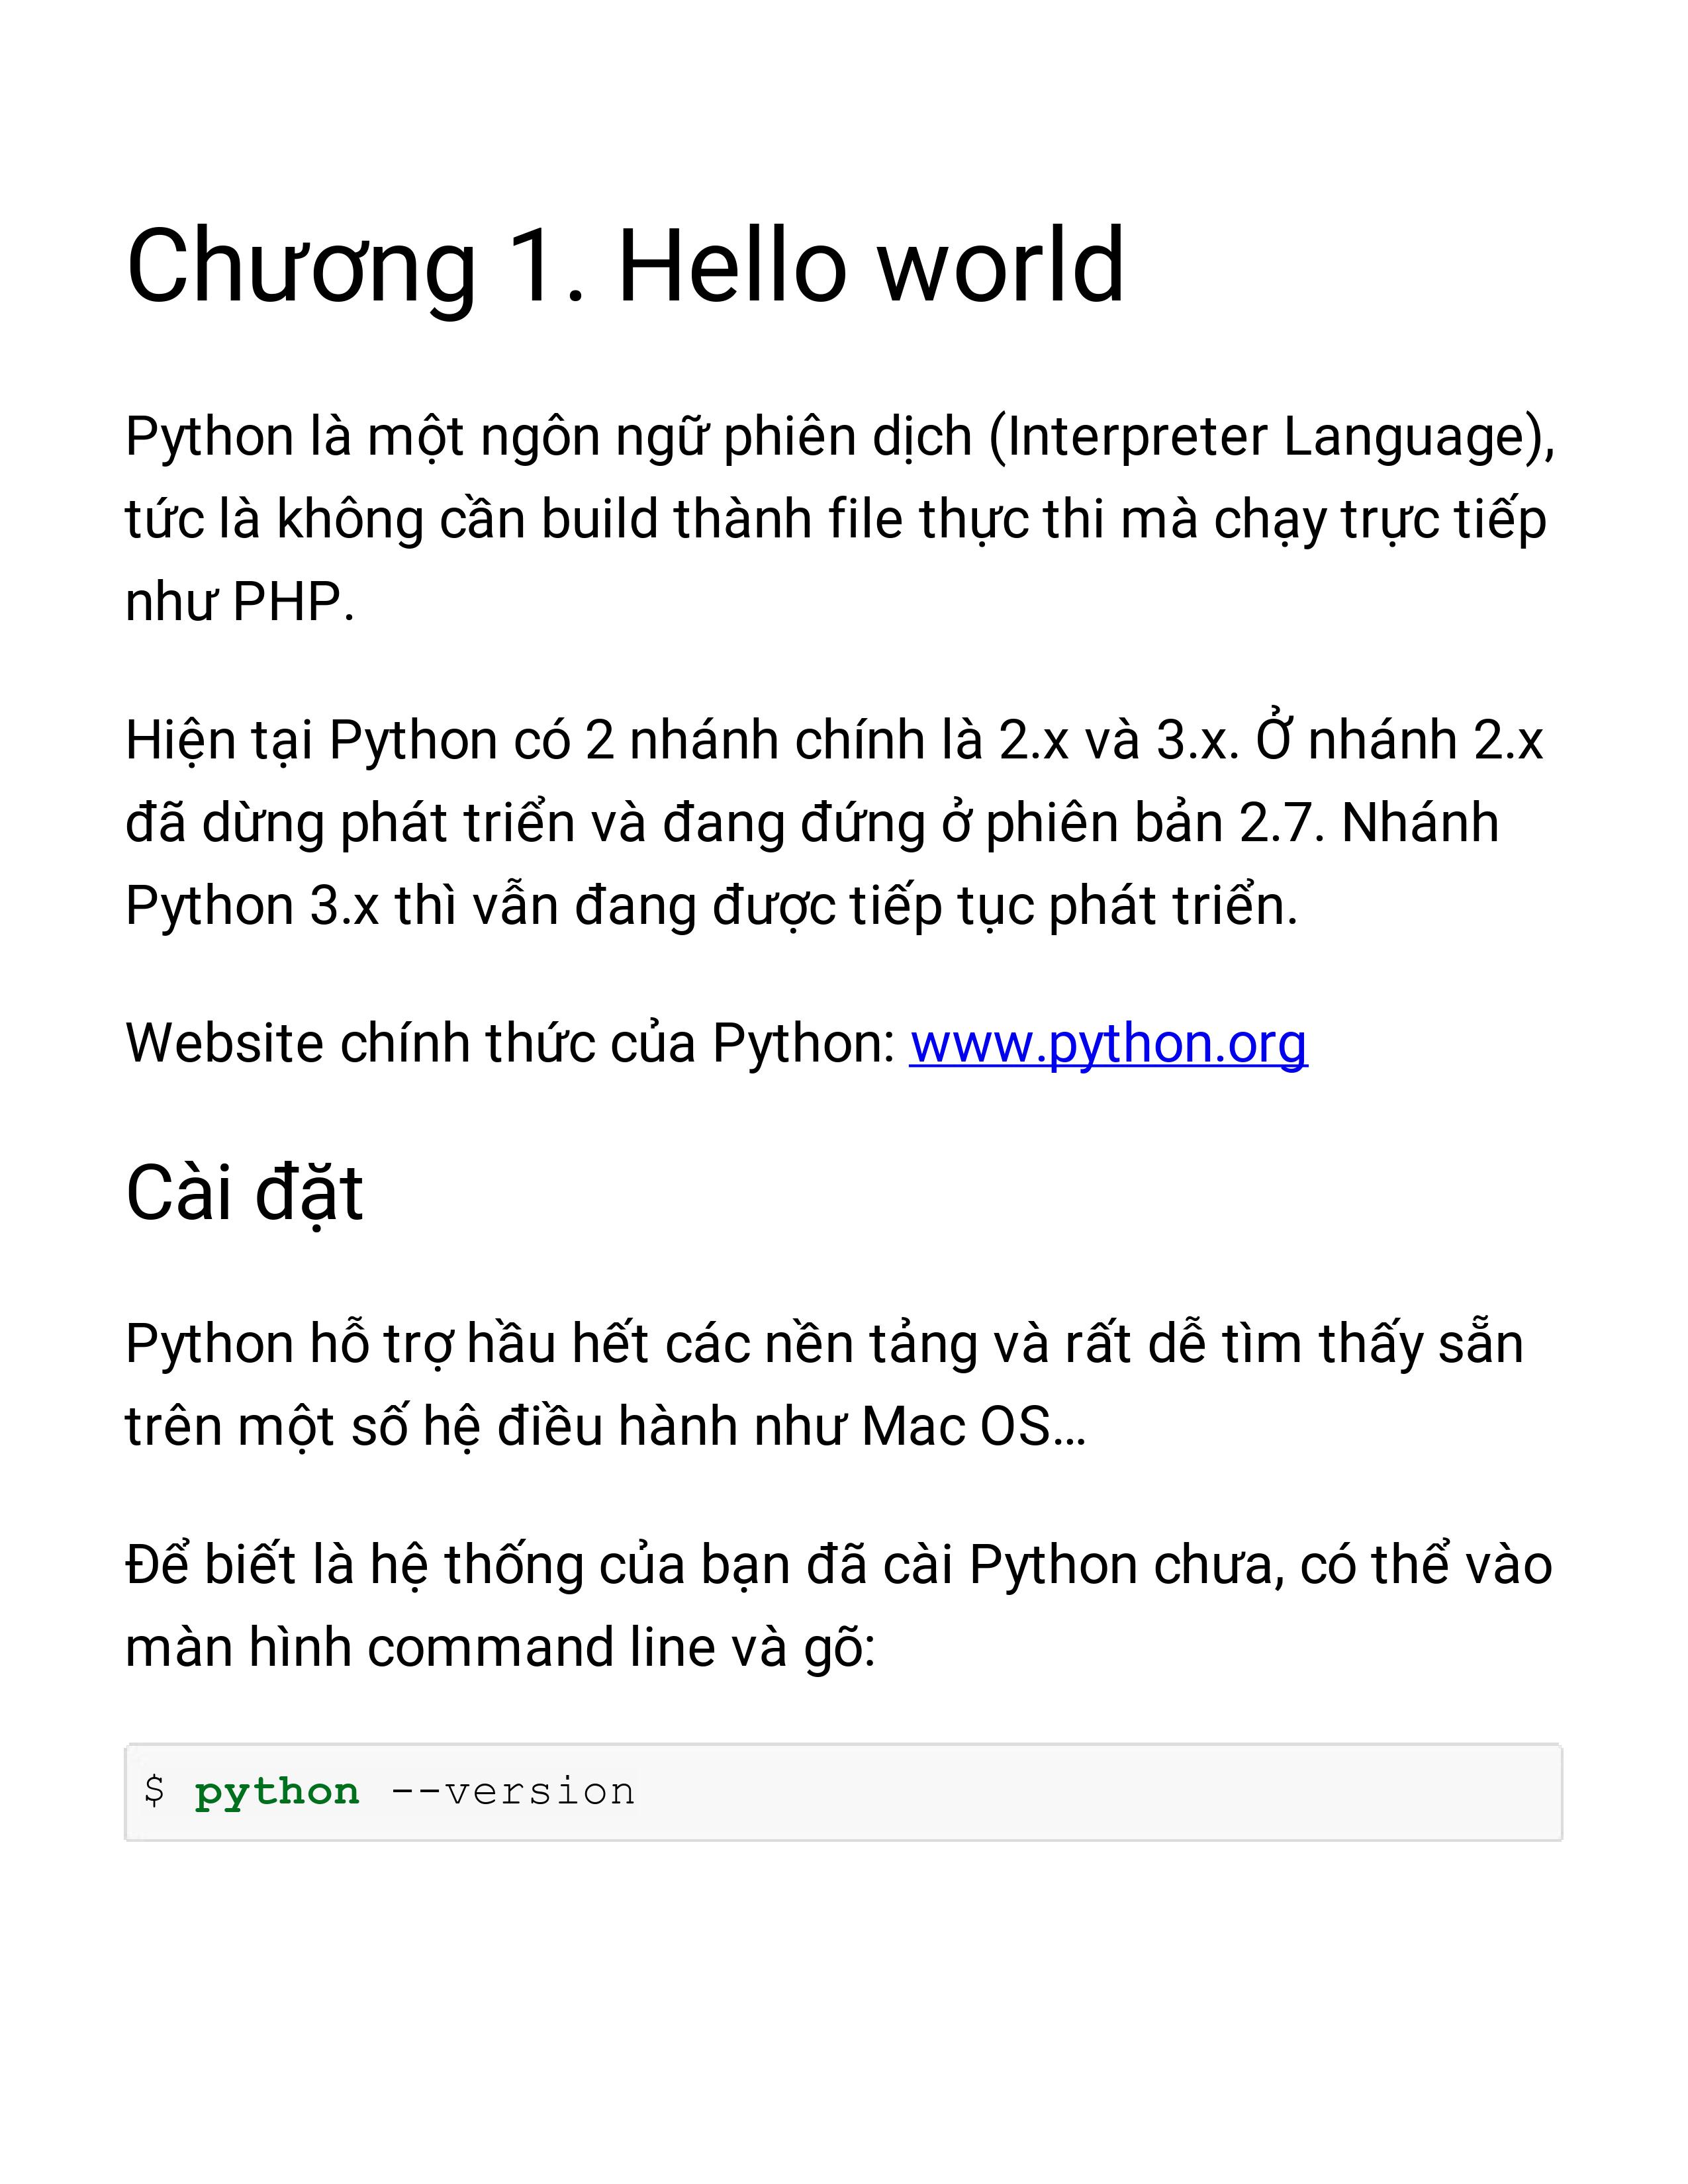 Chương 1. Hello world
Python là một ngôn ngữ phiên dịch (Interpreter Language),
tức là không cần build thành file thực thi mà chạy trực tiếp
như PHP.
Hiện tại Python có 2 nhánh chính là 2.x và 3.x. Ở nhánh 2.x
đã dừng phát triển và đang đứng ở phiên bản 2.7. Nhánh
Python 3.x thì vẫn đang được tiếp tục phát triển.
Website chính thức của Python: www.python.org
Cài đặt
Python hỗ trợ hầu hết các nền tảng và rất dễ tìm thấy sẵn
trên một số hệ điều hành như Mac OS…
Để biết là hệ thống của bạn đã cài Python chưa, có thể vào
màn hình command line và gõ:
$ python --version